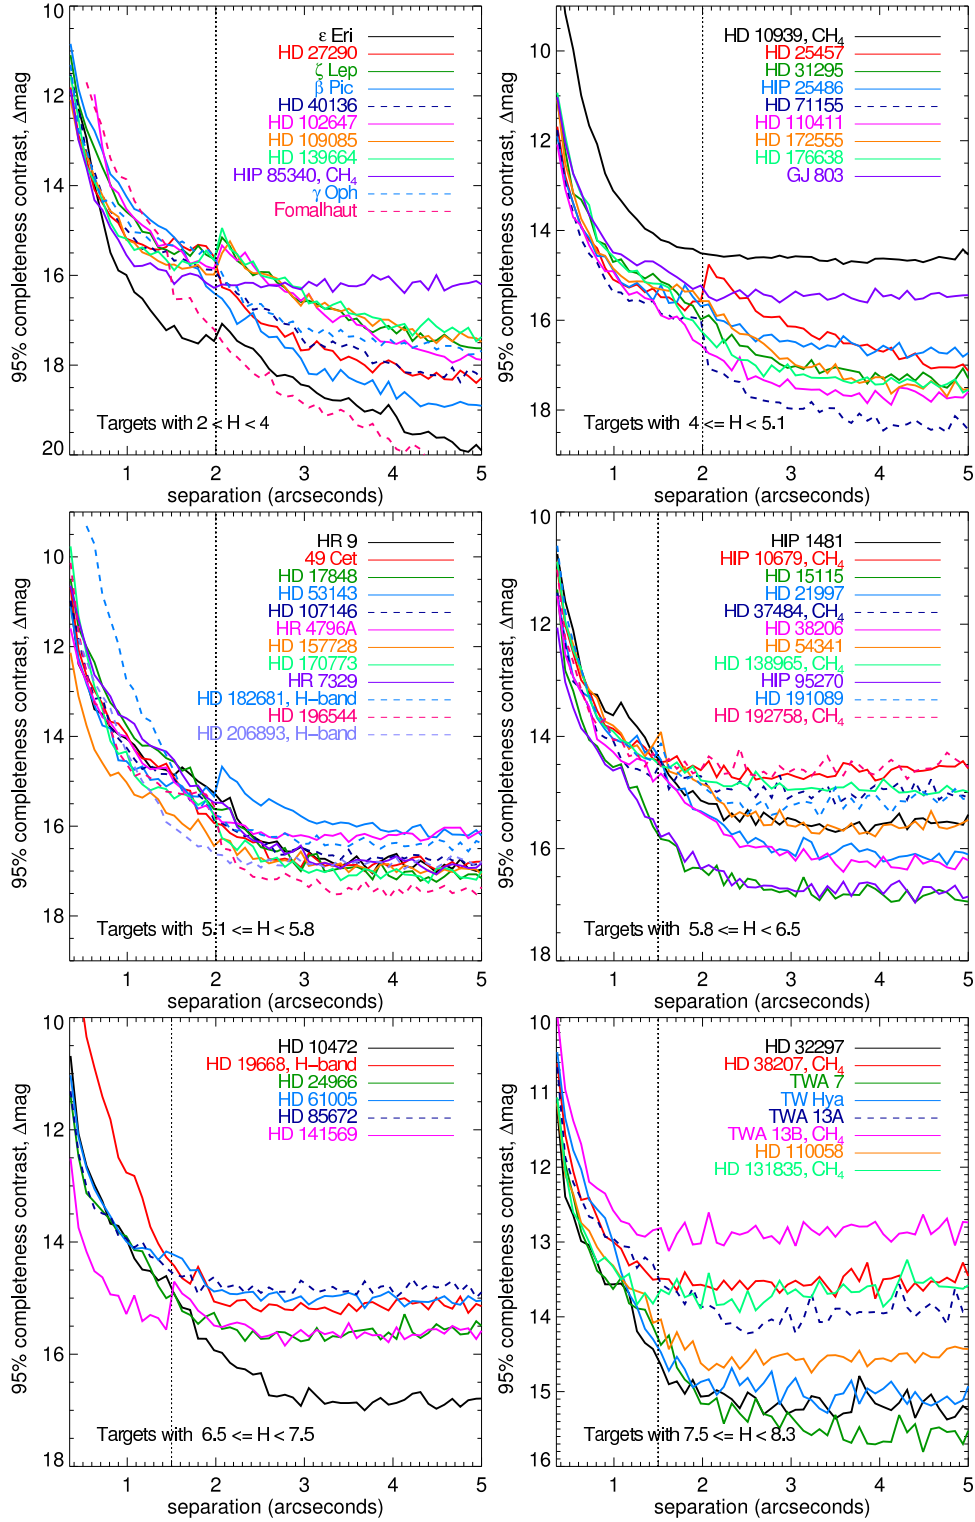 95% completeness contrast, Δmag
10
12
14
16
18
20
ε Eri
HD 27290
ζ Lep
β Pic
HD 40136
HD 102647
HD 109085
HD 139664
HIP 85340, CH₄
γ Oph
Fomalhaut
Targets with 2 < H < 4
1 2 3 4 5
separation (arcseconds)
95% completeness contrast, Δmag
10
12
14
16
18
HD 10939, CH₄
HD 25457
HD 31295
HIP 25486
HD 71155
HD 110411
HD 172555
HD 176638
GJ 803
Targets with 4 <= H < 5.1
1 2 3 4 5
separation (arcseconds)
95% completeness contrast, Δmag
10
12
14
16
18
HR 9
49 Cet
HD 17848
HD 53143
HD 107146
HR 4796A
HD 157728
HD 170773
HR 7329
HD 182681, H-band
HD 196544
HD 206893, H-band
Targets with 5.1 <= H < 5.8
1 2 3 4 5
separation (arcseconds)
95% completeness contrast, Δmag
10
12
14
16
18
HIP 1481
HIP 10679, CH₄
HD 15115
HD 21997
HD 37484, CH₄
HD 38206
HD 54341
HD 138965, CH₄
HIP 95270
HD 191089
HD 192758, CH₄
Targets with 5.8 <= H < 6.5
1 2 3 4 5
separation (arcseconds)
95% completeness contrast, Δmag
10
12
14
16
18
HD 10472
HD 19668, H-band
HD 24966
HD 61005
HD 85672
HD 141569
Targets with 6.5 <= H < 7.5
1 2 3 4 5
separation (arcseconds)
95% completeness contrast, Δmag
10
11
12
13
14
15
16
HD 32297
HD 38207, CH₄
TWA 7
TW Hya
TWA 13A
TWA 13B, CH₄
HD 110058
HD 131835, CH₄
Targets with 7.5 <= H < 8.3
1 2 3 4 5
separation (arcseconds)